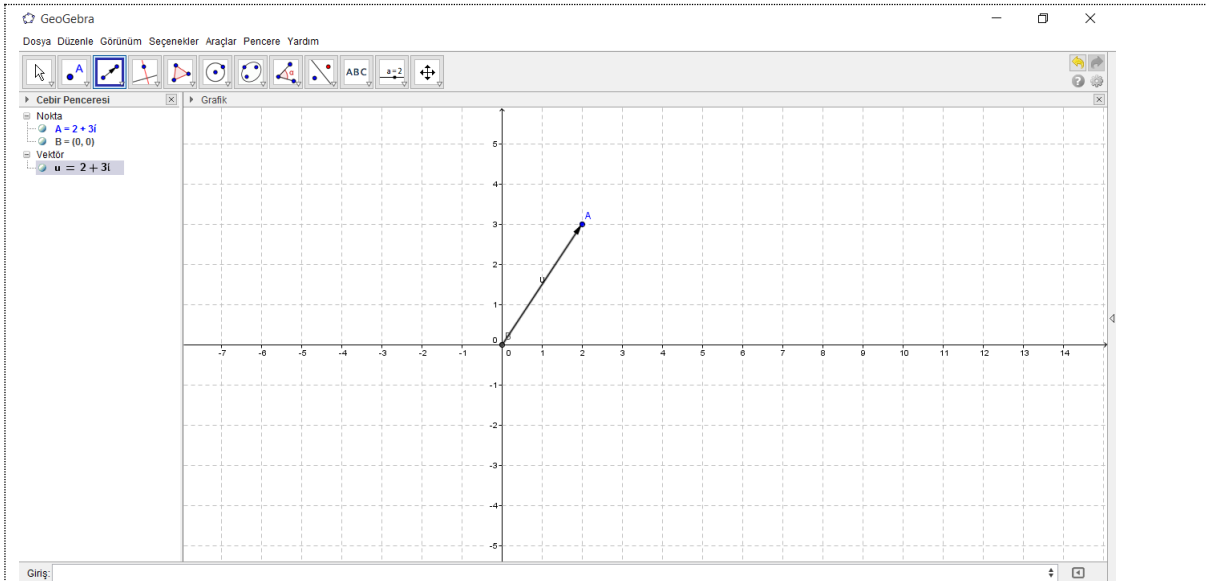 GeoGebra
Dosya Düzenle Görünüm Seçenekler Araçlar Pencere Yardım
A α ABC a=2
Cebir Penceresi
Grafik
Nokta
A = 2 + 3í
B = (0, 0)
Vektör
u = 2 + 3í
5
4
A
3
2
u
1
B
0
-7 -6 -5 -4 -3 -2 -1 0 1 2 3 4 5 6 7 8 9 10 11 12 13 14
-1
-2
-3
-4
-5
Giriş: